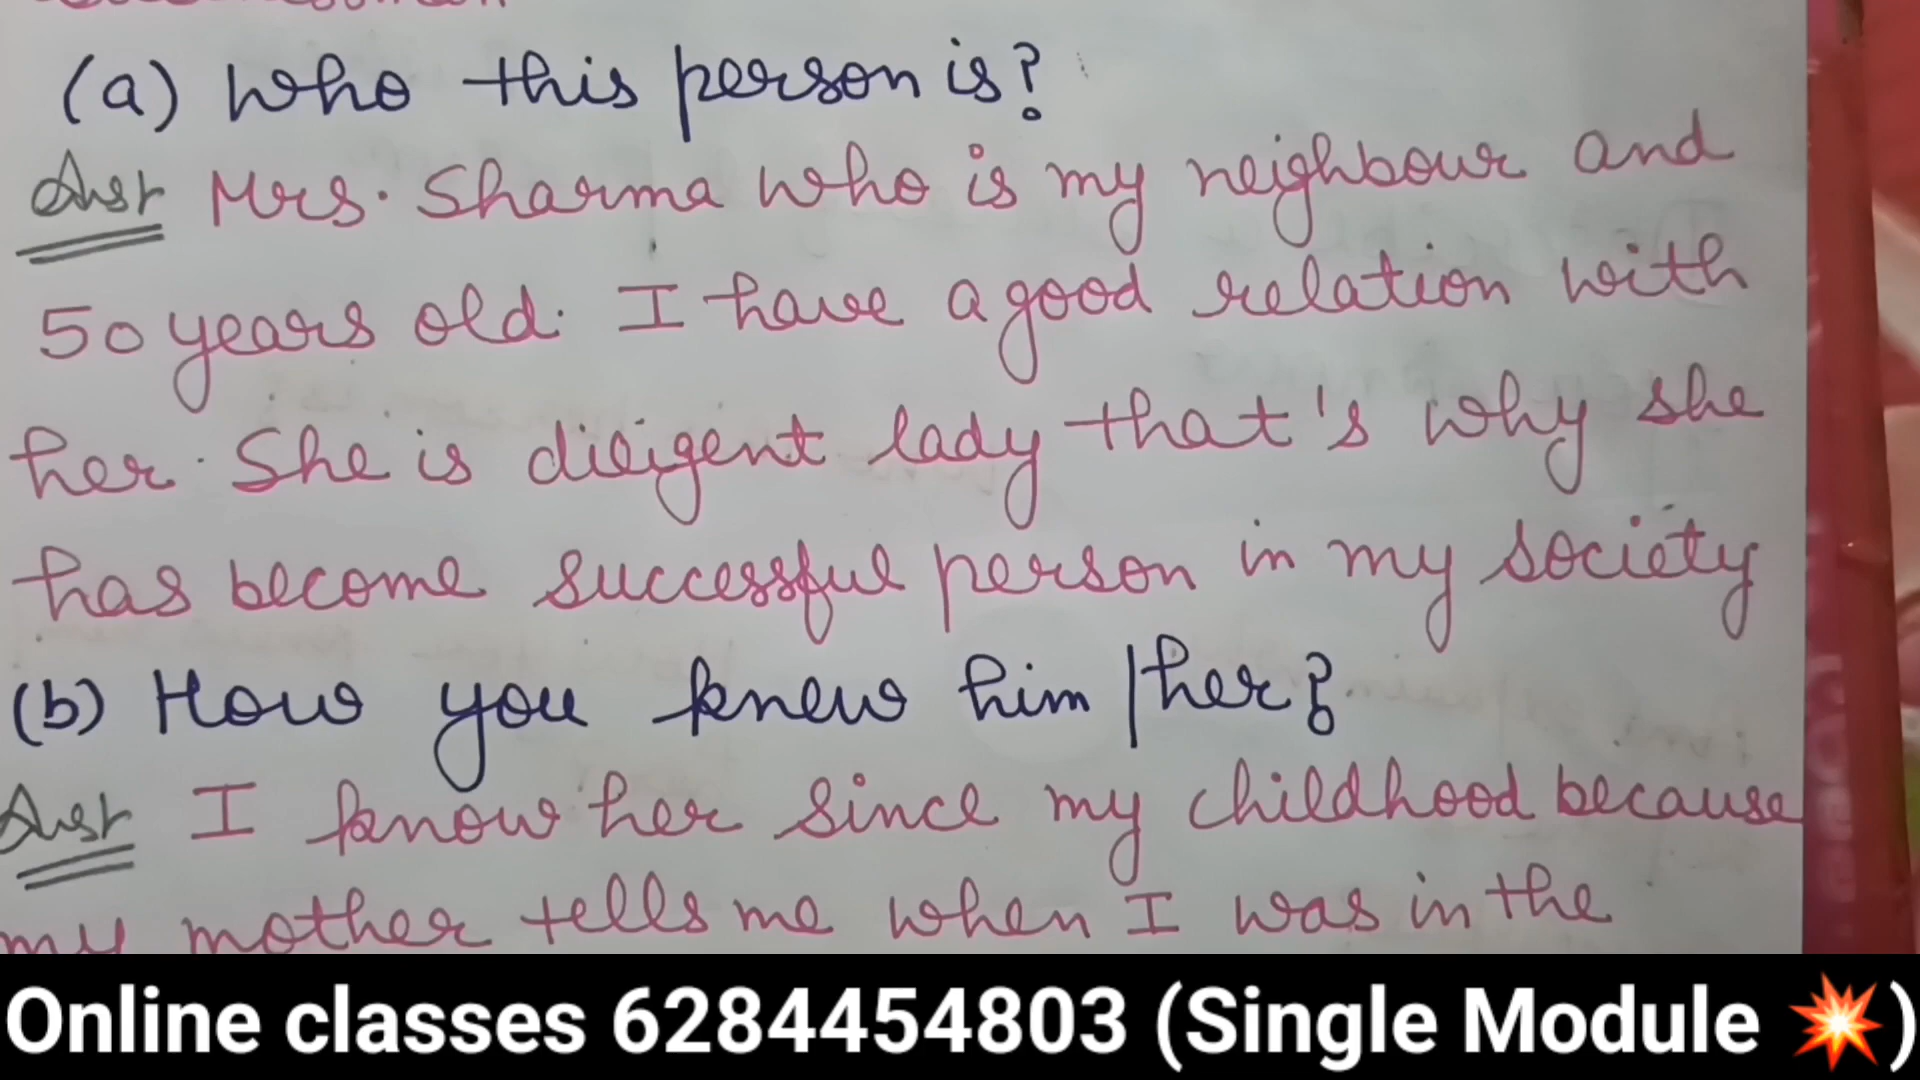 (a) Who this person is?
Ans Mrs. Sharma who is my neighbour and
50 years old. I have a good relation with
her. She is diligent lady that's why she
has become successful person in my society
(b) How you knew him/her?
Ans I know her since my childhood because
my mother tells me when I was in the
Online classes 6284454803 (Single Module 💥)